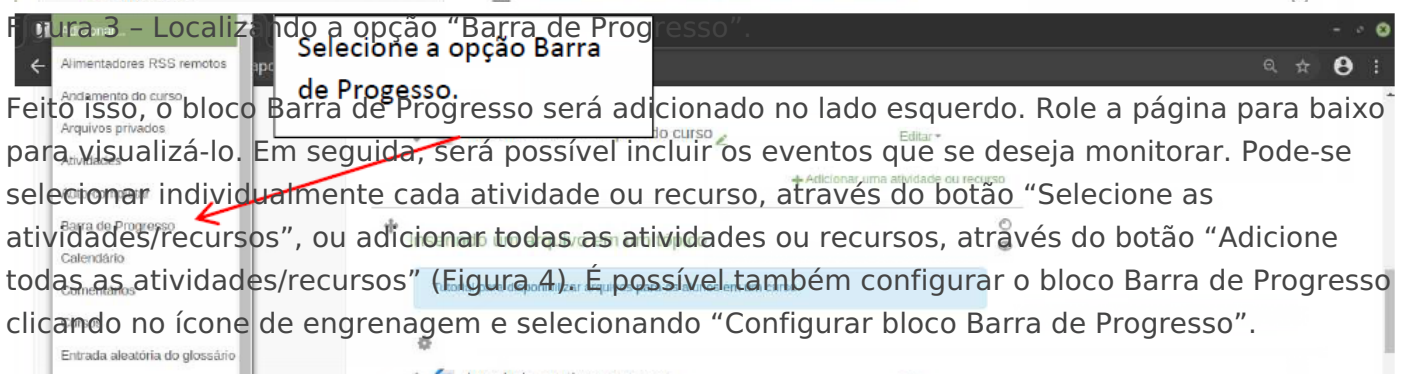 Figura 3 – Localizando a opção “Barra de Progresso”.
Adicionar...
Selecione a opção Barra
de Progesso.
Alimentadores RSS remotos
Andamento do curso
Feito isso, o bloco Barra de Progresso será adicionado no lado esquerdo. Role a página para baixo
Arquivos privados
do curso
Editar
para visualizá-lo. Em seguida, será possível incluir os eventos que se deseja monitorar. Pode-se
Atividades
Adicionar uma atividade ou recurso
selecionar individualmente cada atividade ou recurso, através do botão “Selecione as
Barra de Progresso
atividades/recursos”, ou adicionar todas as atividades ou recursos, através do botão “Adicione
Calendário
todas as atividades/recursos” (Figura 4). É possível também configurar o bloco Barra de Progresso
Comentários
clicando no ícone de engrenagem e selecionando “Configurar bloco Barra de Progresso”.
Cursos
Entrada aleatória do glossário